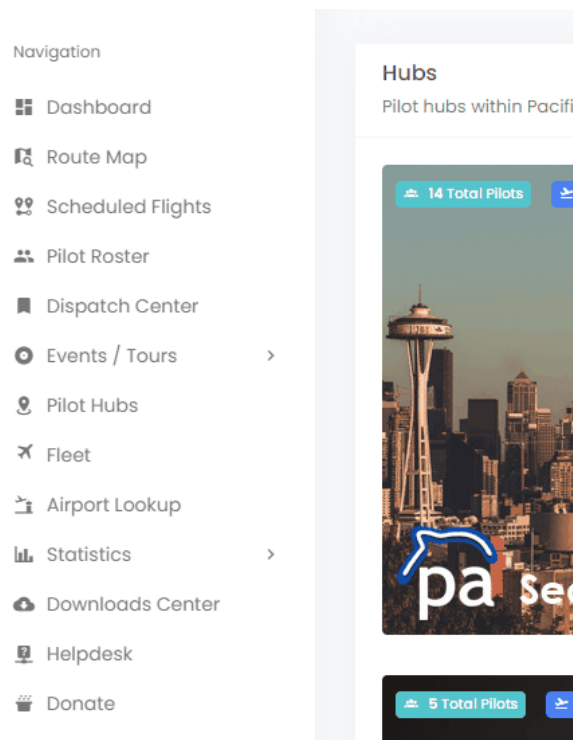 Navigation
Dashboard
Route Map
Scheduled Flights
Pilot Roster
Dispatch Center
Events / Tours
Pilot Hubs
Fleet
Airport Lookup
Statistics
Downloads Center
Helpdesk
Donate
Hubs
Pilot hubs within
14 Total Pilots
pa
5 Total Pilots